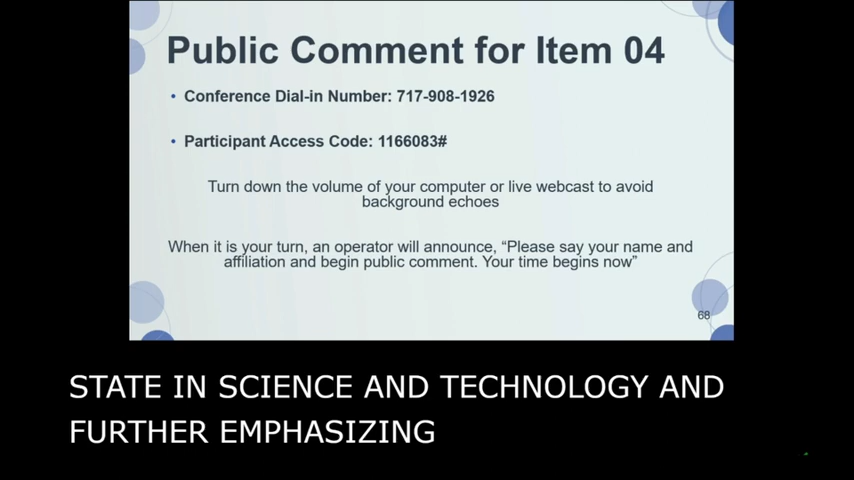 Public Comment for Item 04
• Conference Dial-in Number: 717-908-1926
• Participant Access Code: 1166083#
Turn down the volume of your computer or live webcast to avoid
background echoes
When it is your turn, an operator will announce, “Please say your name and
affiliation and begin public comment. Your time begins now”
68
STATE IN SCIENCE AND TECHNOLOGY AND
FURTHER EMPHASIZING